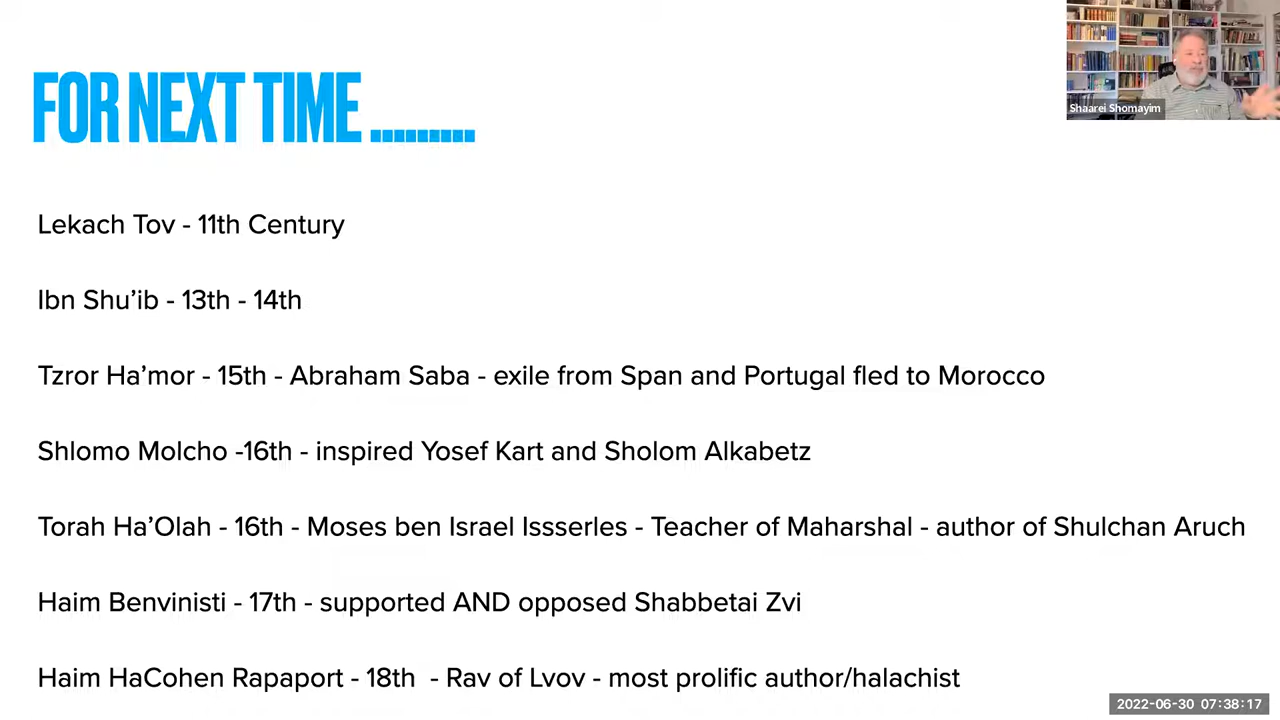 FOR NEXT TIME .........
Shaarei Shomayim
Lekach Tov - 11th Century
Ibn Shu’ib - 13th - 14th
Tzror Ha’mor - 15th - Abraham Saba - exile from Span and Portugal fled to Morocco
Shlomo Molcho -16th - inspired Yosef Kart and Sholom Alkabetz
Torah Ha’Olah - 16th - Moses ben Israel Issserles - Teacher of Maharshal - author of Shulchan Aruch
Haim Benvinisti - 17th - supported AND opposed Shabbetai Zvi
Haim HaCohen Rapaport - 18th - Rav of Lvov - most prolific author/halachist
2022-06-30 07:38:17